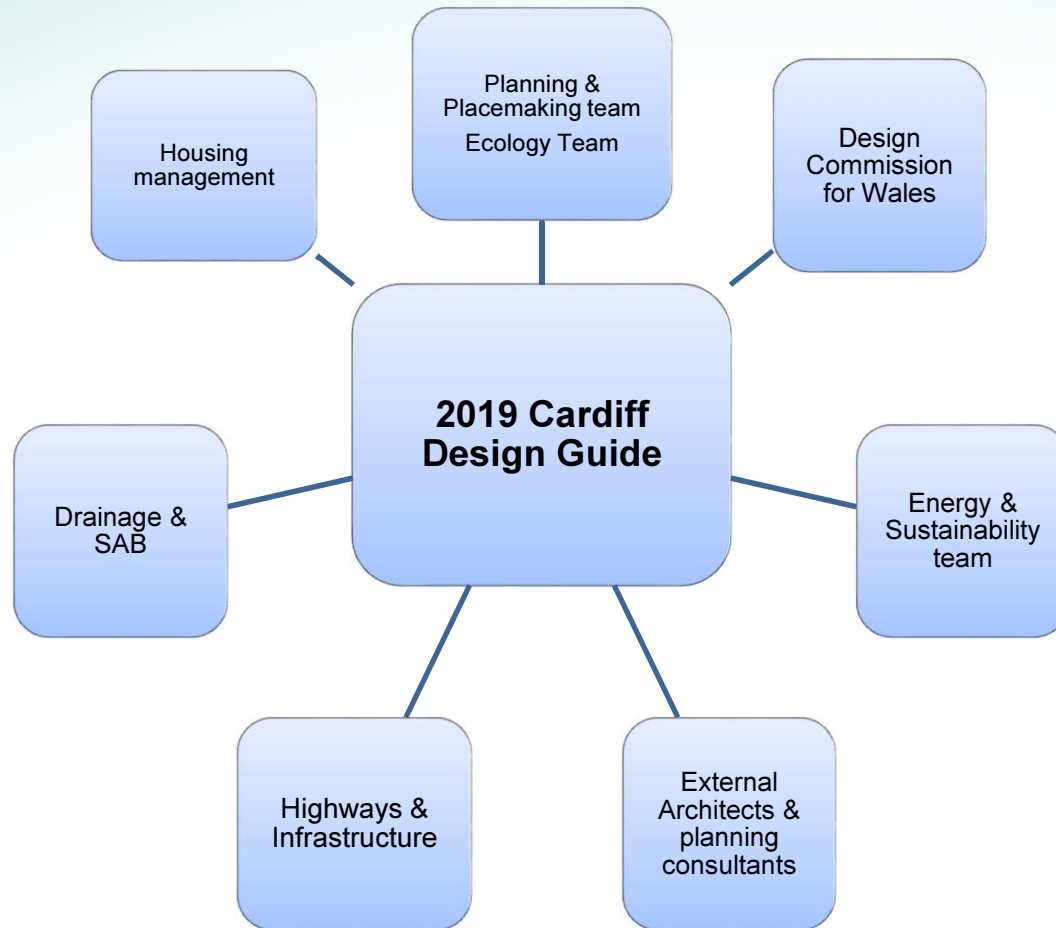 Planning &
Placemaking team
Ecology Team
Housing
management
Design
Commission
for Wales
2019 Cardiff
Design Guide
Drainage &
SAB
Energy &
Sustainability
team
Highways &
Infrastructure
External
Architects &
planning
consultants